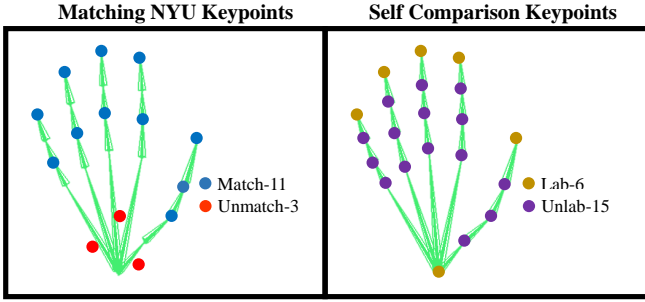 Matching NYU Keypoints
Self Comparison Keypoints
Match-11
Unmatch-3
Lab-6
Unlab-15